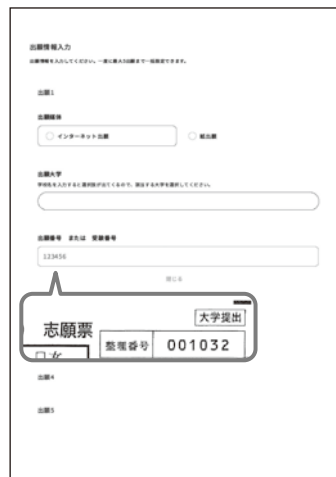 出願情報入力
出願情報を入力してください。一度に最大5出願まで一括設定できます。
出願1
出願媒体
インターネット出願
紙出願
出願大学
学校名を入力すると選択肢が出てくるので、該当する大学を選択してください。
出願番号 または 受験番号
123456
閉じる
大学提出
志願票
整理番号 001032
出願4
出願5